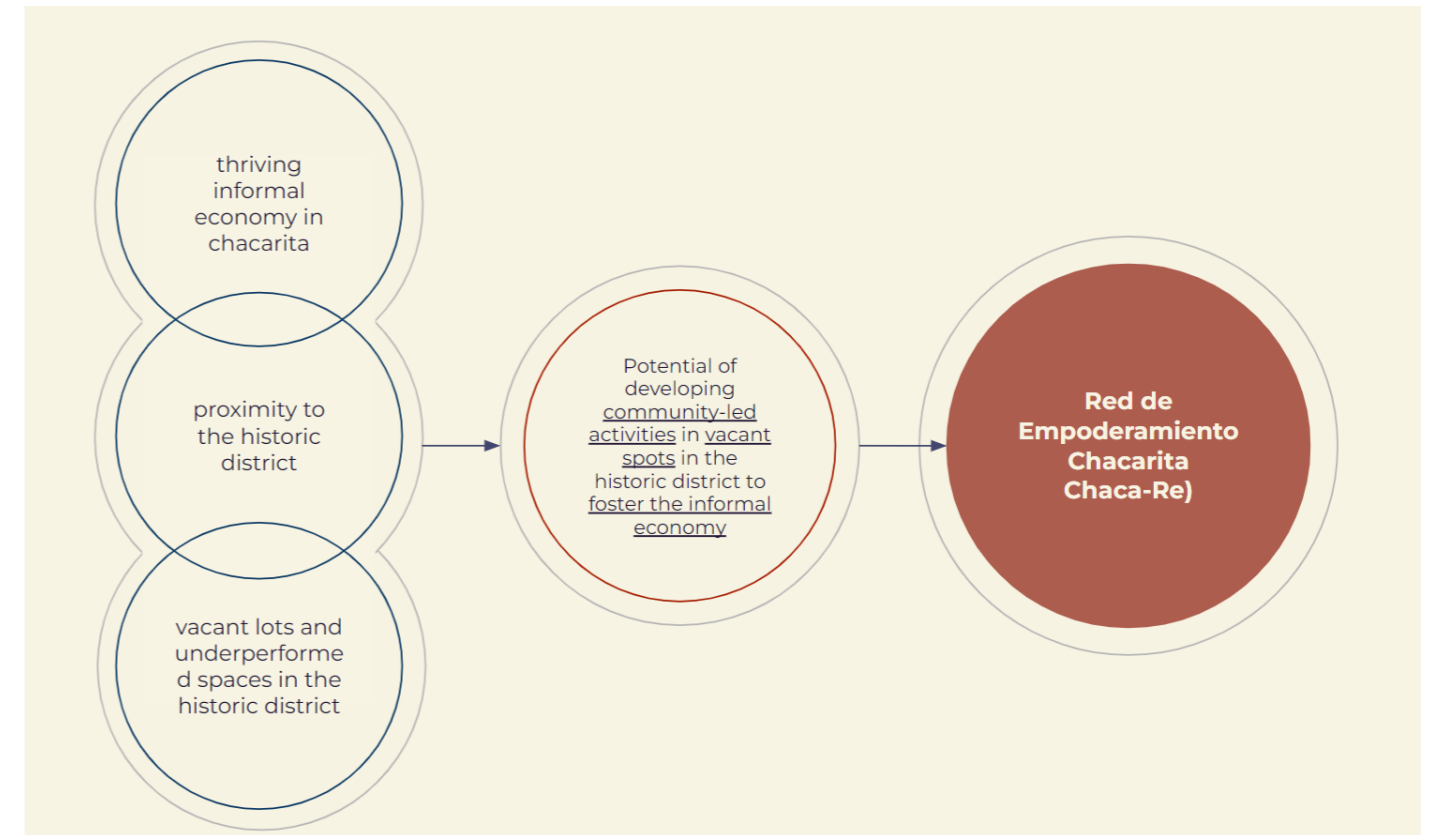 thriving
informal
economy in
chacarita
proximity to
the historic
district
vacant lots and
underperforme
d spaces in the
historic district
Potential of
developing
community-led
activities in vacant
spots in the
historic district to
foster the informal
economy
Red de
Empoderamiento
Chacarita
Chaca-Re)